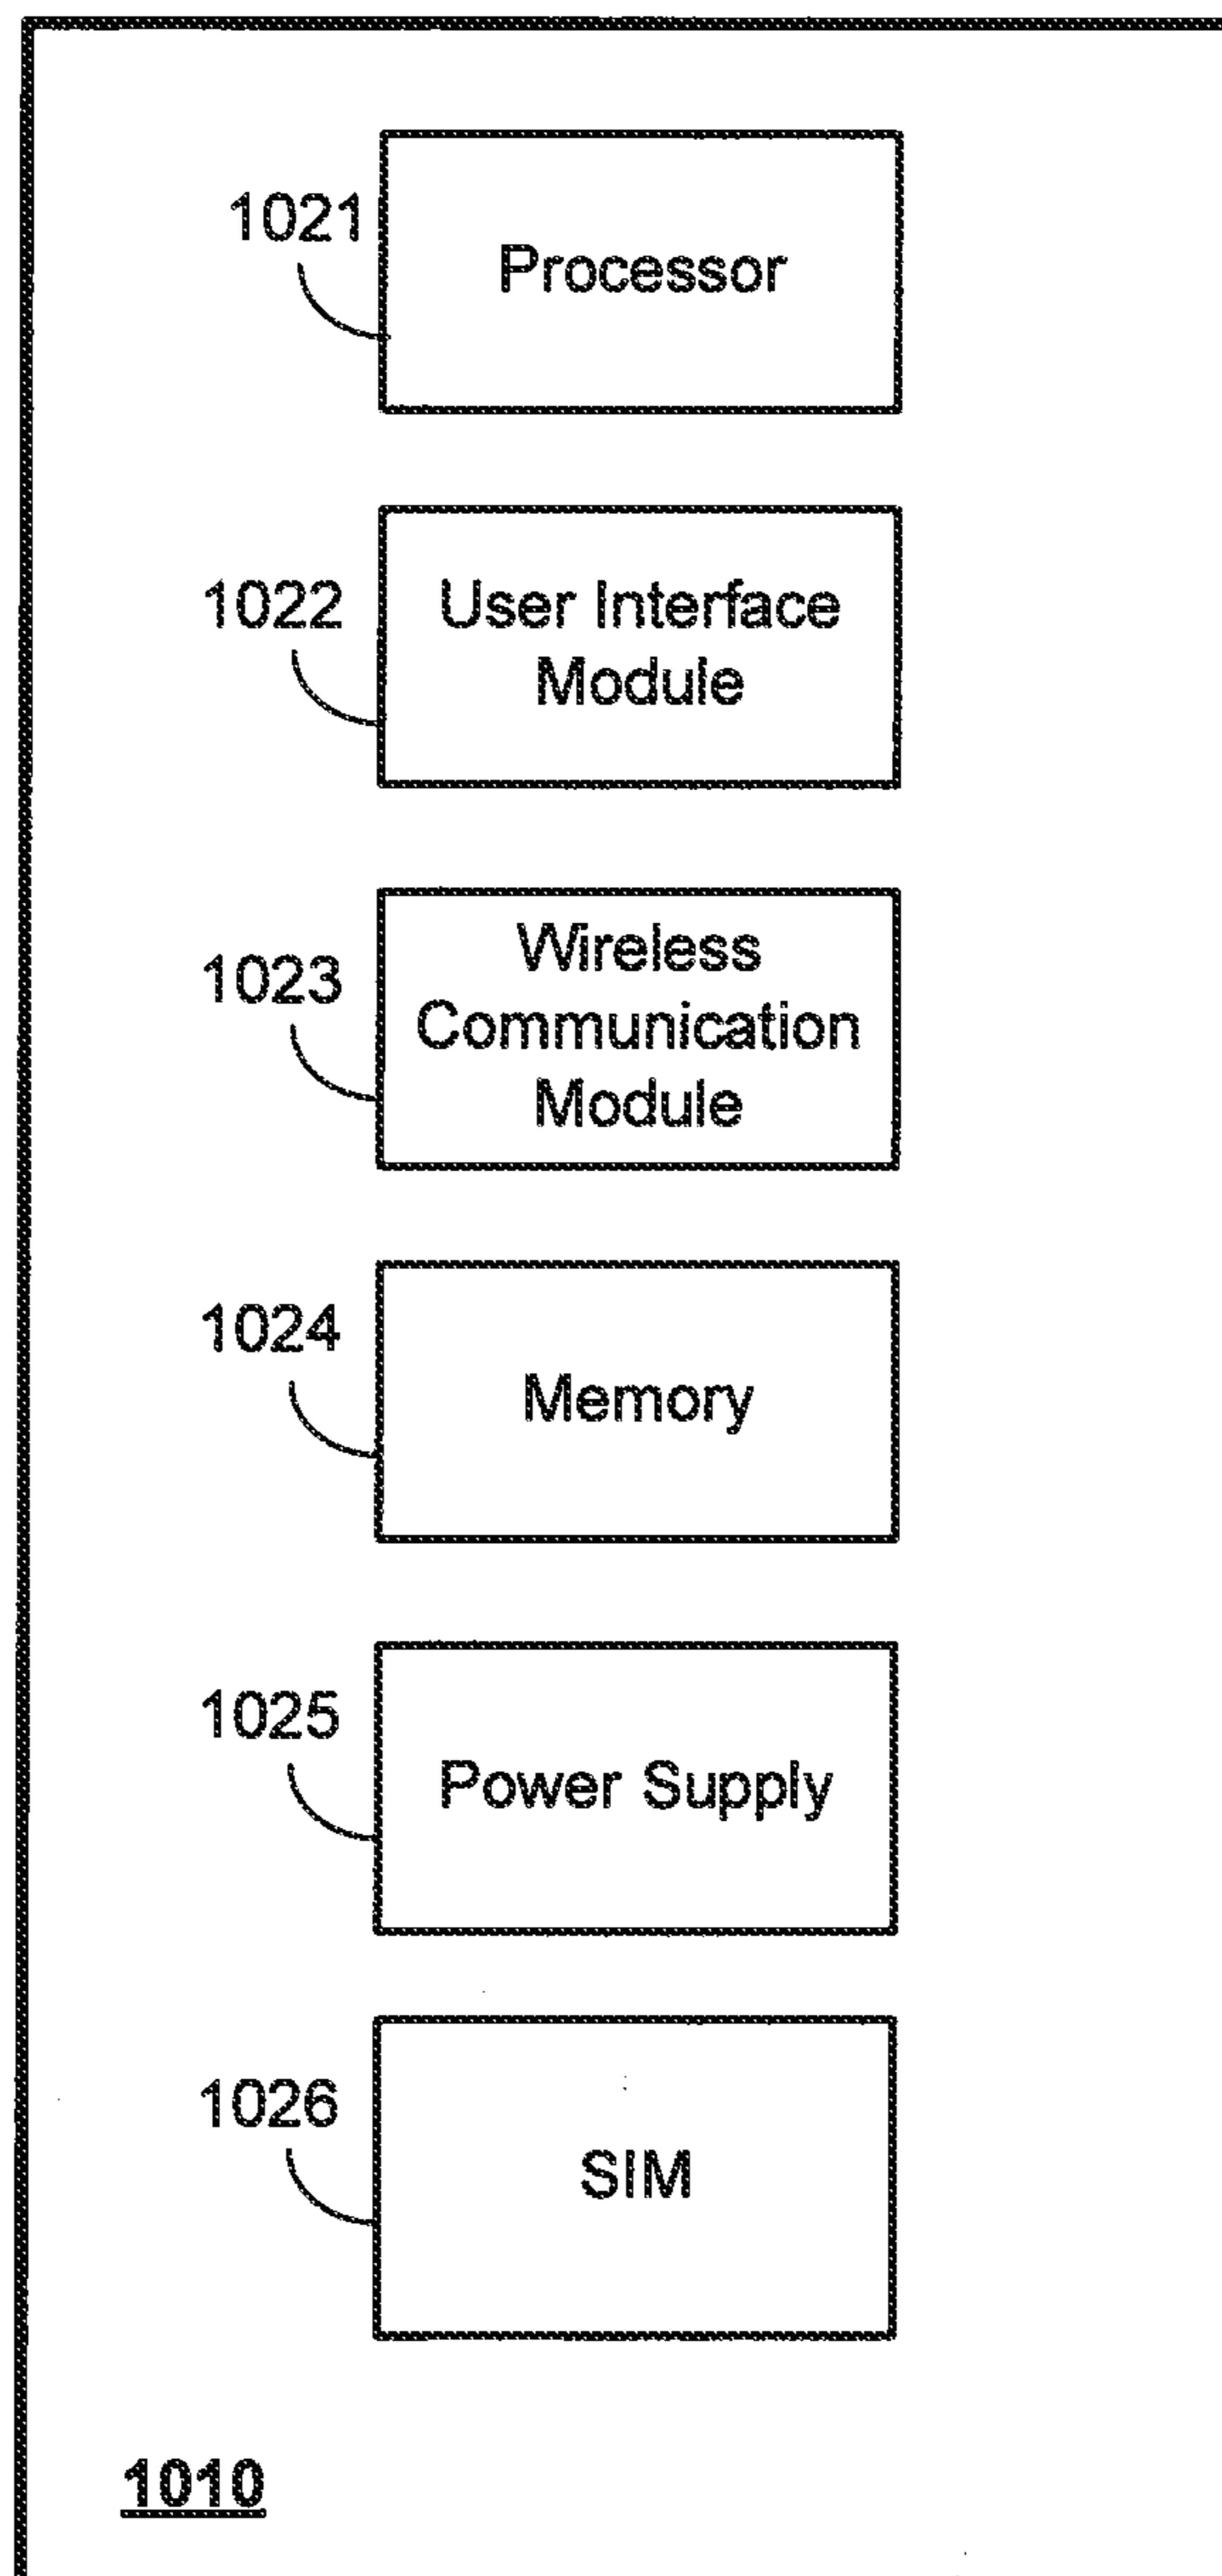 1021
Processor
1022
User Interface
Module
1023
Wireless
Communication
Module
1024
Memory
1025
Power Supply
1026
SIM
1010